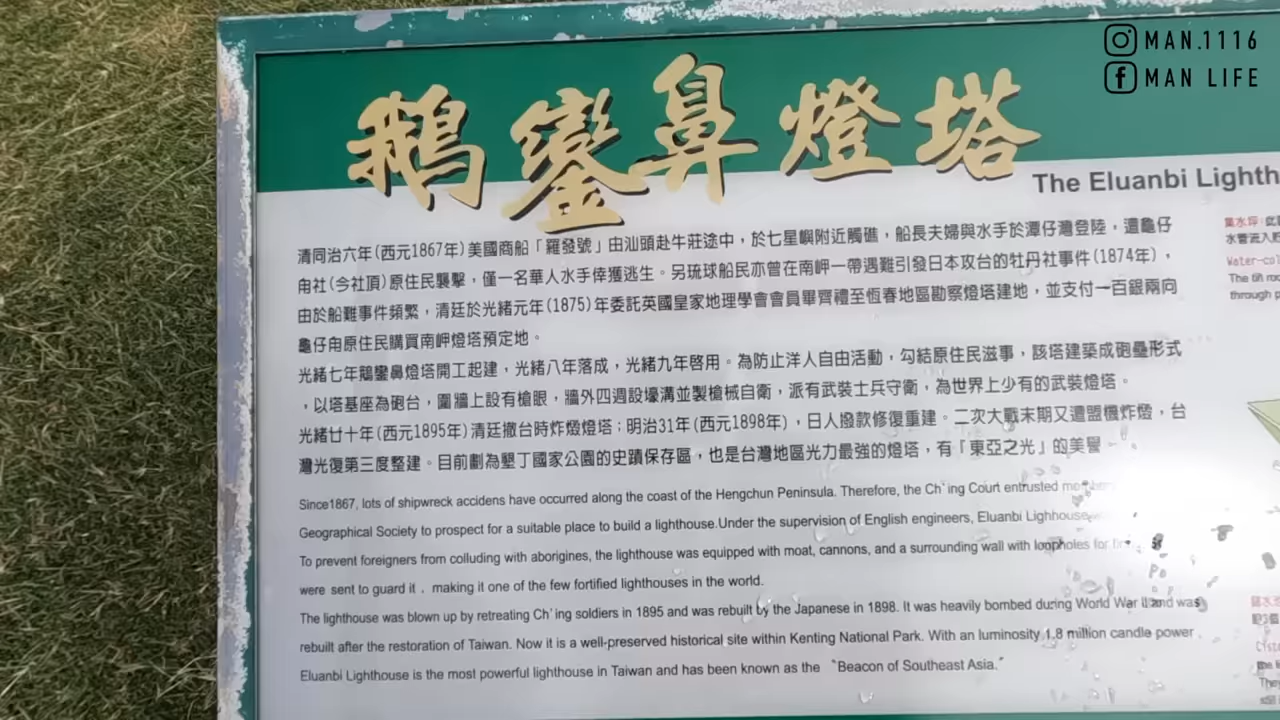 MAN.1116
MAN LIFE
鵝鑾鼻燈塔
The Eluanbi Lighth
清同治六年(西元1867年)美國商船「羅發號」由汕頭赴牛莊途中，於七星嶼附近觸礁，船長夫婦與水手於潭仔灣登陸，遭龜仔
甪社(今社頂)原住民襲擊，僅一名華人水手倖獲逃生。另琉球船民亦曾在南岬一帶遇難引發日本攻台的牡丹社事件(1874年)，
由於船難事件頻繁，清廷於光緒元年(1875)年委託英國皇家地理學會會員畢齊禮至恆春地區勘察燈塔建地，並支付一百銀兩向
龜仔甪原住民購買南岬燈塔預定地。
光緒七年鵝鑾鼻燈塔開工起建，光緒八年落成，光緒九年啓用。為防止洋人自由活動，勾結原住民滋事，該塔建築成砲壘形式
，以塔基座為砲台，圍牆上設有槍眼，牆外四週設壕溝並製槍械自衛，派有武裝士兵守衛，為世界上少有的武裝燈塔。
光緒廿十年(西元1895年)清廷撤台時炸燬燈塔；明治31年(西元1898年)，日人撥款修復重建。二次大戰末期又遭盟機炸燬，台
灣光復第三度整建。目前劃為墾丁國家公園的史蹟保存區，也是台灣地區光力最強的燈塔，有「東亞之光」的美譽
Since1867, lots of shipwreck accidens have occurred along the coast of the Hengchun Peninsula. Therefore, the Ch'ing Court entrusted
Geographical Society to prospect for a suitable place to build a lighthouse.Under the supervision of English engineers, Eluanbi Lighhouse
To prevent foreigners from colluding with aborigines, the lighthouse was equipped with moat, cannons, and a surrounding wall with loopholes for
were sent to guard it , making it one of the few fortified lighthouses in the world.
The lighthouse was blown up by retreating Ch'ing soldiers in 1895 and was rebuilt by the Japanese in 1898. It was heavily bombed during World War II and was
rebuilt after the restoration of Taiwan. Now it is a well-preserved historical site within Kenting National Park. With an luminosity 1.8 million candle power
Eluanbi Lighthouse is the most powerful lighthouse in Taiwan and has been known as the "Beacon of Southeast Asia."
集水坪
水管流入
Water-col
The
through